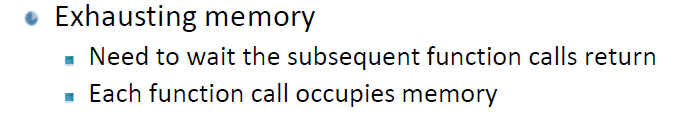 Exhausting memory
Need to wait the subsequent function calls return
Each function call occupies memory